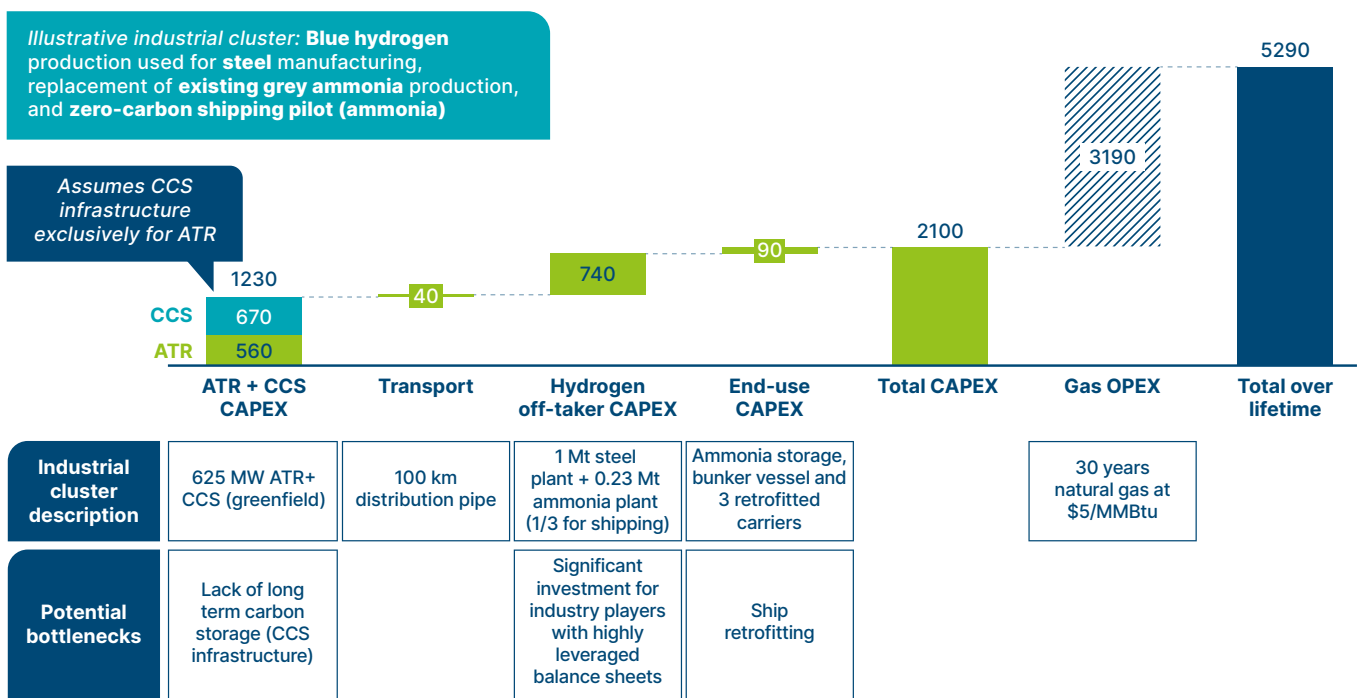 Illustrative industrial cluster: Blue hydrogen
production used for steel manufacturing,
replacement of existing grey ammonia production,
and zero-carbon shipping pilot (ammonia)
Assumes CCS
infrastructure
exclusively for ATR
1230
CCS
670
ATR
560
40
740
90
2100
3190
5290
ATR + CCS
CAPEX
Transport
Hydrogen
off-taker CAPEX
End-use
CAPEX
Total CAPEX
Gas OPEX
Total over
lifetime
Industrial
cluster
description
625 MW ATR+
CCS (greenfield)
100 km
distribution pipe
1 Mt steel
plant + 0.23 Mt
ammonia plant
(1/3 for shipping)
Ammonia storage,
bunker vessel and
3 retrofitted
carriers
30 years
natural gas at
$5/MMBtu
Potential
bottlenecks
Lack of long
term carbon
storage (CCS
infrastructure)
Significant
investment for
industry players
with highly
leveraged
balance sheets
Ship
retrofitting